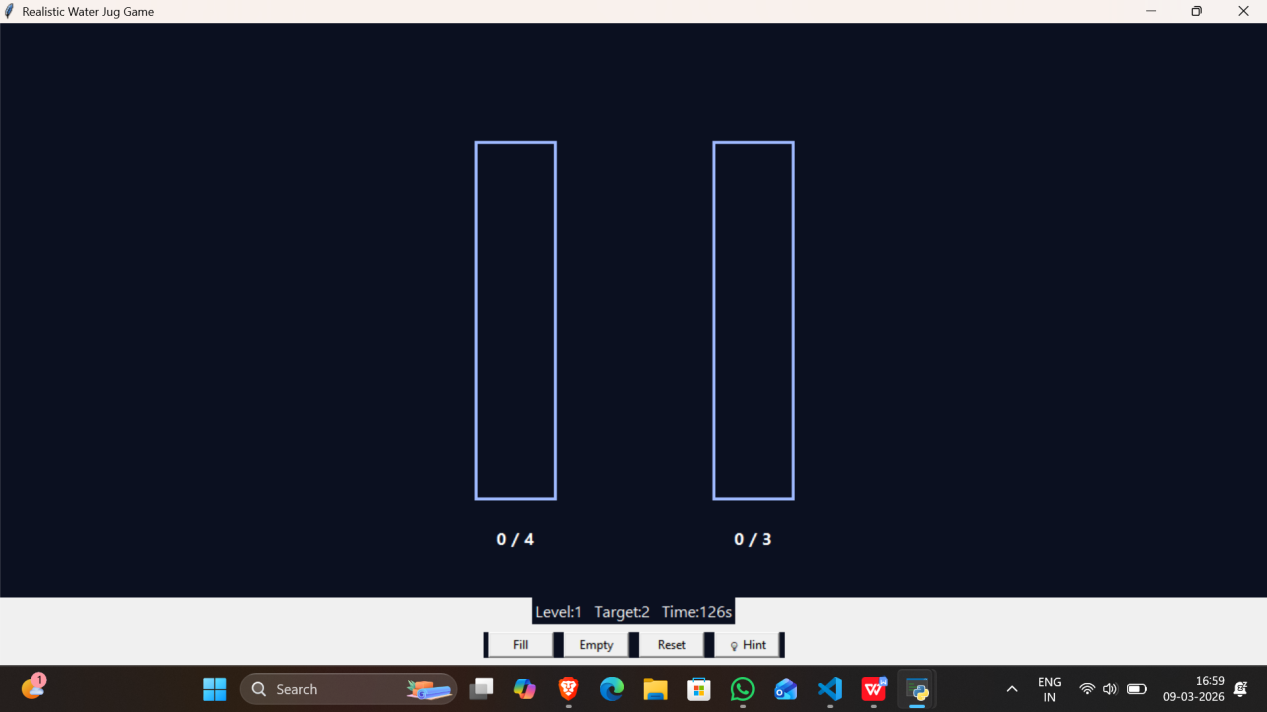 Realistic Water Jug Game
0 / 4 0 / 3
Level:1 Target:2 Time:126s
Fill Empty Reset Hint
1 Search ENG 16:59
IN 09-03-2026